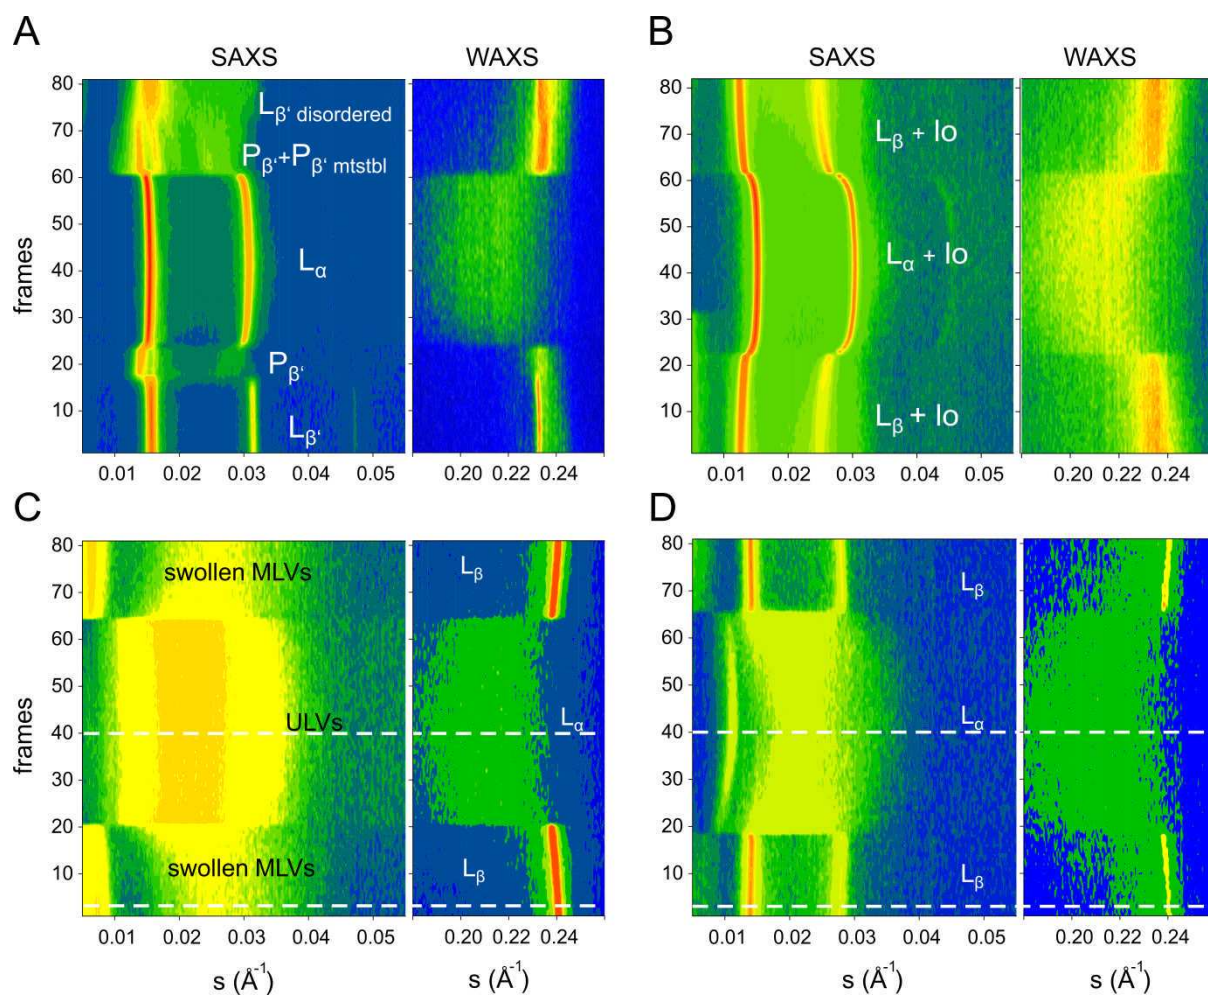 A
SAXS
WAXS
80
70
60
50
40
30
20
10
frames
Lβ‘ disordered
Pβ‘+Pβ‘ mtstbl
Lα
Pβ‘
Lβ‘
0.01 0.02 0.03 0.04 0.05
0.20 0.22 0.24
B
SAXS
WAXS
80
70
60
50
40
30
20
10
Lβ + lo
Lα + lo
Lβ + lo
0.01 0.02 0.03 0.04 0.05
0.20 0.22 0.24
C
80
70
60
50
40
30
20
10
frames
swollen MLVs
ULVs
swollen MLVs
Lβ
Lα
Lβ
0.01 0.02 0.03 0.04 0.05
0.20 0.22 0.24
s (Å-1)
s (Å-1)
D
80
70
60
50
40
30
20
10
Lβ
Lα
Lβ
0.01 0.02 0.03 0.04 0.05
0.20 0.22 0.24
s (Å-1)
s (Å-1)